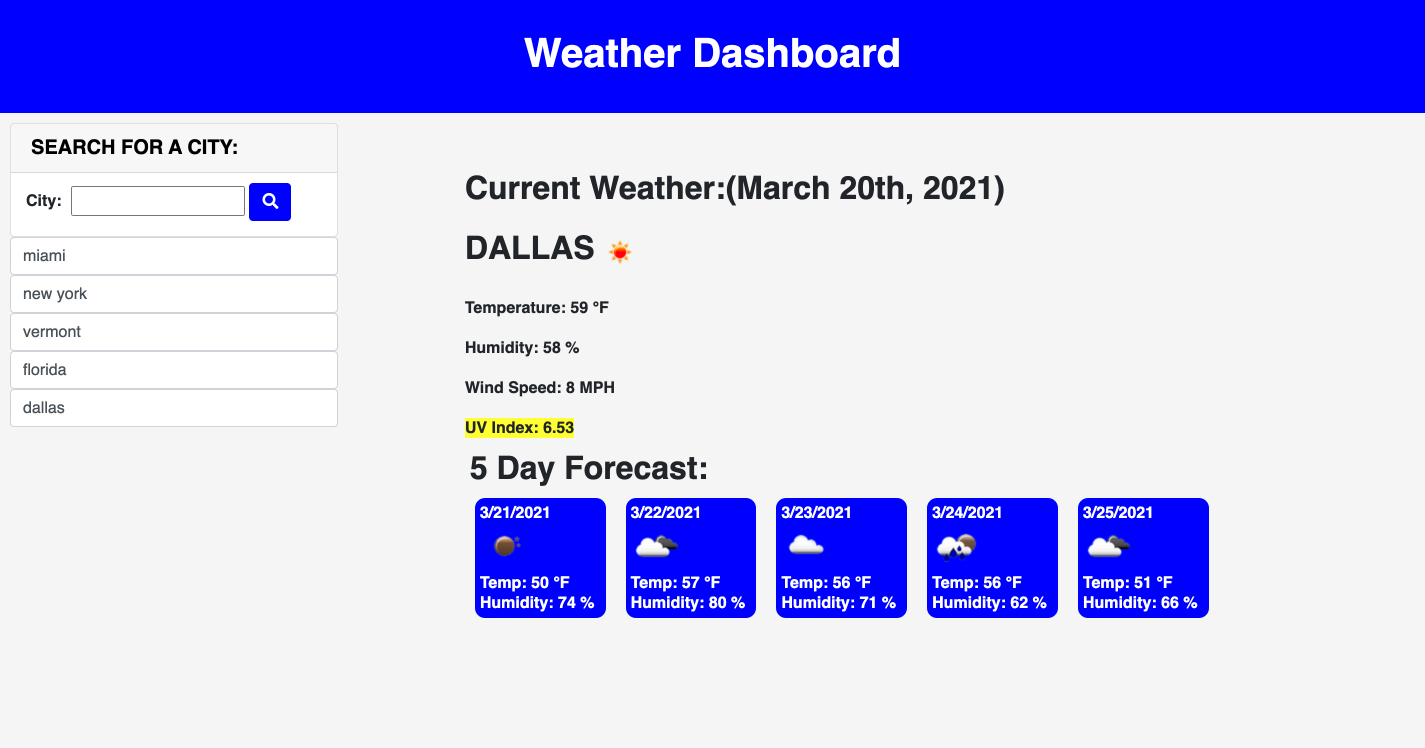 Weather Dashboard
SEARCH FOR A CITY:
City:
miami
new york
vermont
florida
dallas
Current Weather:(March 20th, 2021)
DALLAS
Temperature: 59 °F
Humidity: 58 %
Wind Speed: 8 MPH
UV Index: 6.53
5 Day Forecast:
3/21/2021
Temp: 50 °F
Humidity: 74 %
3/22/2021
Temp: 57 °F
Humidity: 80 %
3/23/2021
Temp: 56 °F
Humidity: 71 %
3/24/2021
Temp: 56 °F
Humidity: 62 %
3/25/2021
Temp: 51 °F
Humidity: 66 %